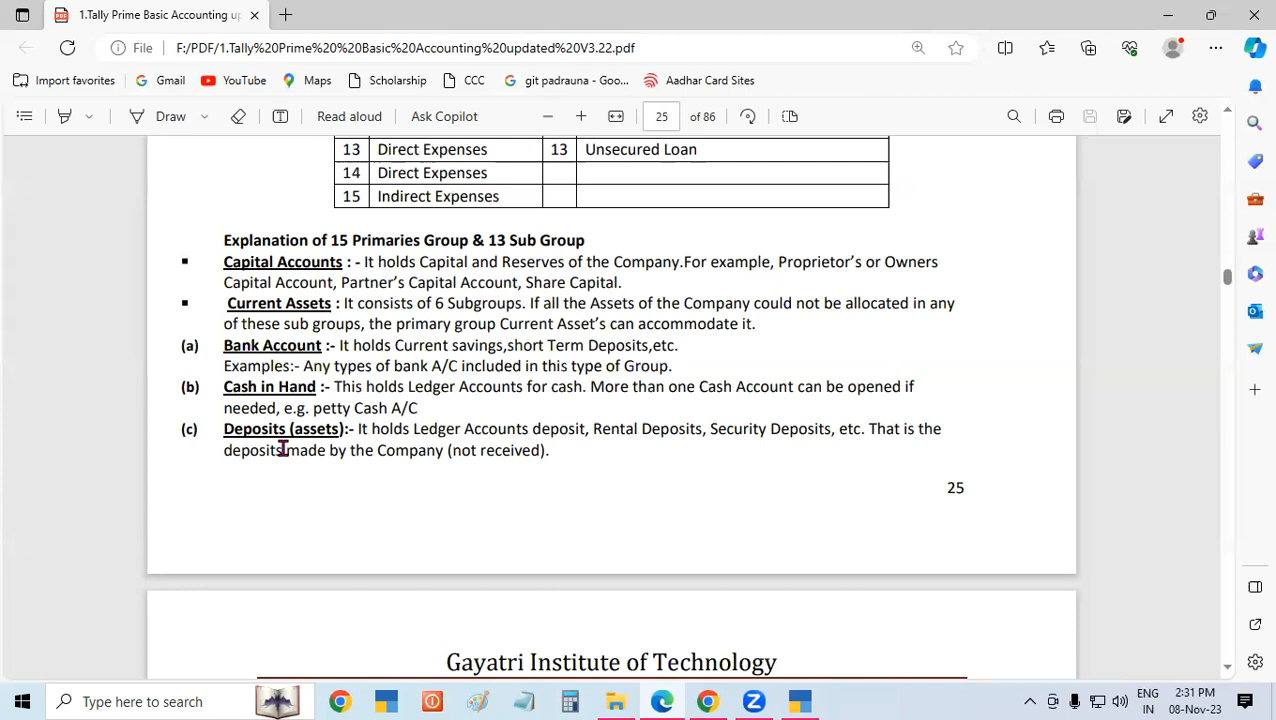 1.Tally Prime Basic Accounting up
File
F:/PDF/1.Tally%20Prime%20%20Basic%20Accounting%20updated%20V3.22.pdf
Import favorites
Gmail
YouTube
Maps
Scholarship
CCC
git padrauna - Goo...
Aadhar Card Sites
Draw
Read aloud
Ask Copilot
25 of 86
13 Direct Expenses 13 Unsecured Loan
14 Direct Expenses
15 Indirect Expenses
Explanation of 15 Primaries Group & 13 Sub Group
▪ Capital Accounts : - It holds Capital and Reserves of the Company.For example, Proprietor’s or Owners
Capital Account, Partner’s Capital Account, Share Capital.
▪ Current Assets : It consists of 6 Subgroups. If all the Assets of the Company could not be allocated in any
of these sub groups, the primary group Current Asset’s can accommodate it.
(a) Bank Account :- It holds Current savings,short Term Deposits,etc.
Examples:- Any types of bank A/C included in this type of Group.
(b) Cash in Hand :- This holds Ledger Accounts for cash. More than one Cash Account can be opened if
needed, e.g. petty Cash A/C
(c) Deposits (assets):- It holds Ledger Accounts deposit, Rental Deposits, Security Deposits, etc. That is the
deposits made by the Company (not received).
25
Gayatri Institute of Technology
Type here to search
ENG
IN
2:31 PM
08-Nov-23